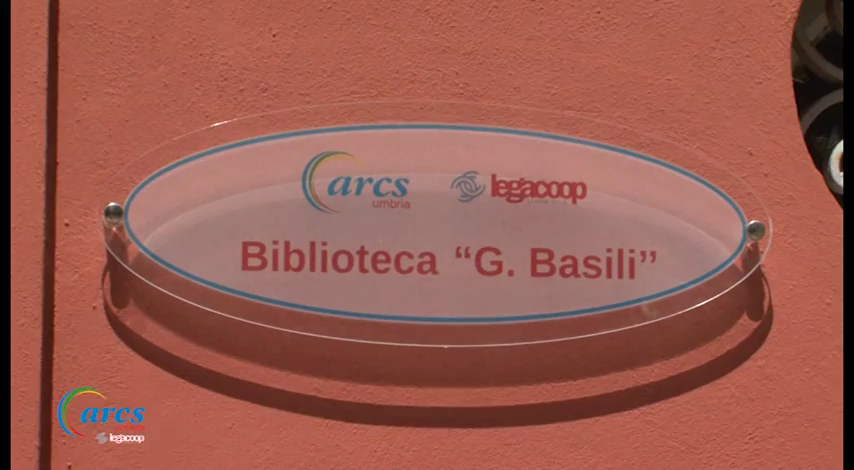 arcs legacoop
umbria
Biblioteca “G. Basili”
arcs
legacoop